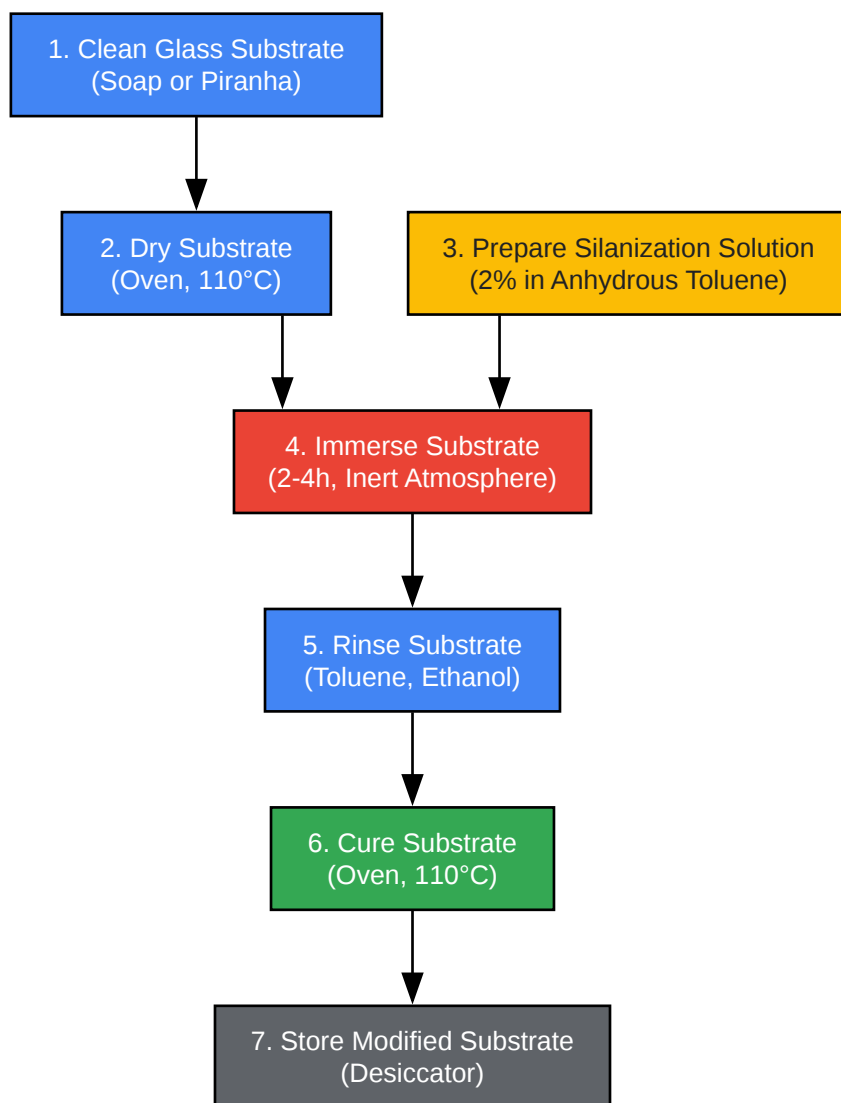 1. Clean Glass Substrate
(Soap or Piranha)
2. Dry Substrate
(Oven, 110°C)
3. Prepare Silanization Solution
(2% in Anhydrous Toluene)
4. Immerse Substrate
(2-4h, Inert Atmosphere)
5. Rinse Substrate
(Toluene, Ethanol)
6. Cure Substrate
(Oven, 110°C)
7. Store Modified Substrate
(Desiccator)